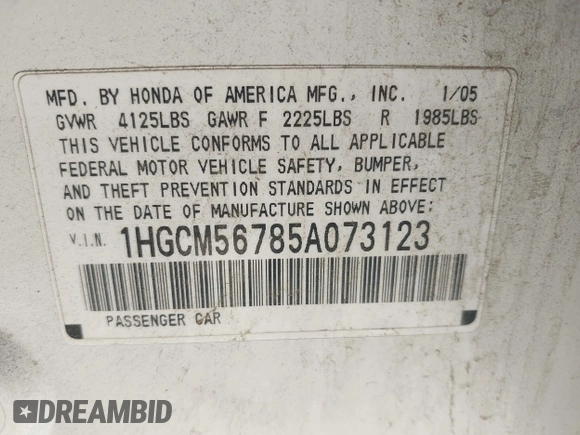 MFD. BY HONDA OF AMERICA MFG., INC. 1/05
GVWR 4125LBS GAWR F 2225LBS R 1985LBS
THIS VEHICLE CONFORMS TO ALL APPLICABLE
FEDERAL MOTOR VEHICLE SAFETY, BUMPER,
AND THEFT PREVENTION STANDARDS IN EFFECT
ON THE DATE OF MANUFACTURE SHOWN ABOVE:
V.I.N. 1HGCM56785A073123
PASSENGER CAR
DREAMBID